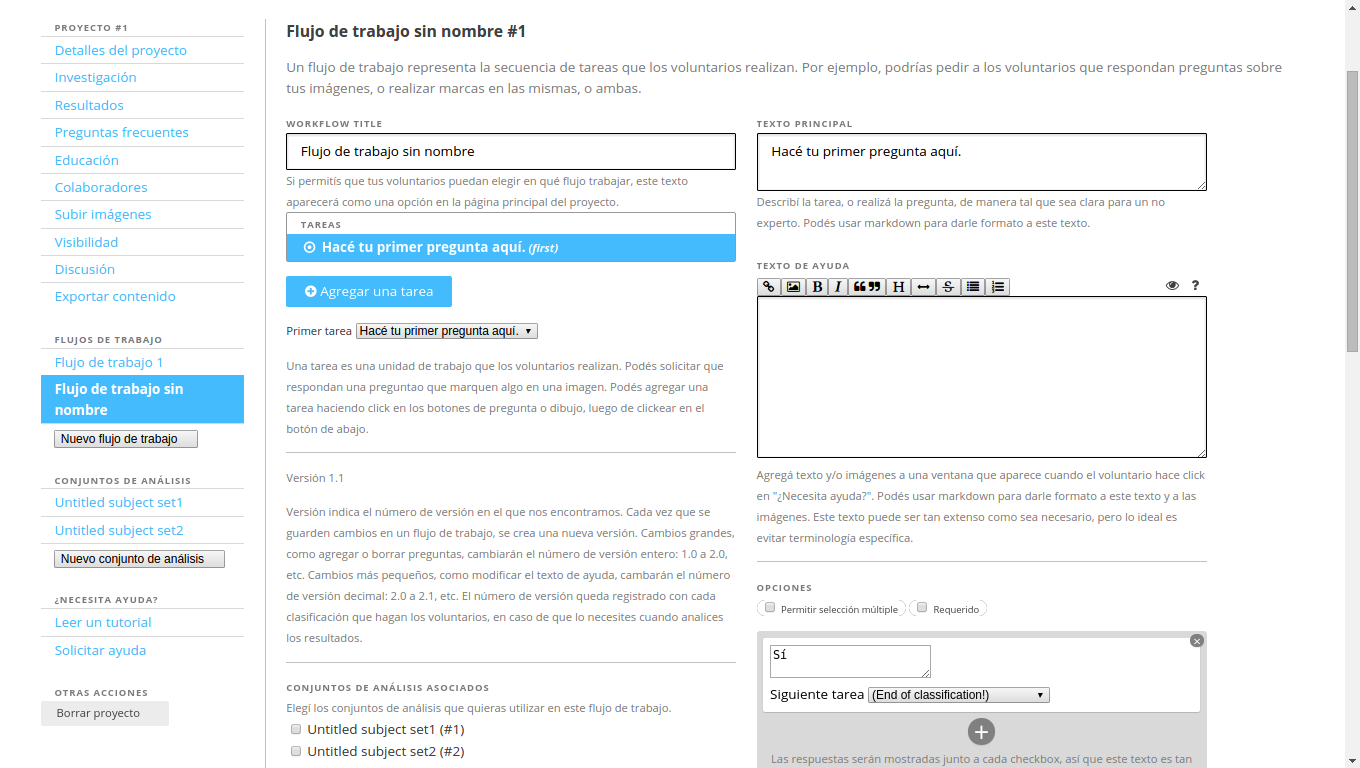 PROYECTO #1
Detalles del proyecto
Investigación
Resultados
Preguntas frecuentes
Educación
Colaboradores
Subir imágenes
Visibilidad
Discusión
Exportar contenido
FLUJOS DE TRABAJO
Flujo de trabajo 1
Flujo de trabajo sin
nombre
Nuevo flujo de trabajo
CONJUNTOS DE ANÁLISIS
Untitled subject set1
Untitled subject set2
Nuevo conjunto de análisis
¿NECESITA AYUDA?
Leer un tutorial
Solicitar ayuda
OTRAS ACCIONES
Borrar proyecto
Flujo de trabajo sin nombre #1
Un flujo de trabajo representa la secuencia de tareas que los voluntarios realizan. Por ejemplo, podrías pedir a los voluntarios que respondan preguntas sobre
tus imágenes, o realizar marcas en las mismas, o ambas.
WORKFLOW TITLE
Flujo de trabajo sin nombre
Si permitís que tus voluntarios puedan elegir en qué flujo trabajar, este texto
aparecerá como una opción en la página principal del proyecto.
TAREAS
Hacé tu primer pregunta aquí. (first)
Agregar una tarea
Primer tarea Hacé tu primer pregunta aquí.
Una tarea es una unidad de trabajo que los voluntarios realizan. Podés solicitar que
respondan una preguntao que marquen algo en una imagen. Podés agregar una
tarea haciendo click en los botones de pregunta o dibujo, luego de clickear en el
botón de abajo.
Versión 1.1
Versión indica el número de versión en el que nos encontramos. Cada vez que se
guarden cambios en un flujo de trabajo, se crea una nueva versión. Cambios grandes,
como agregar o borrar preguntas, cambiarán el número de versión entero: 1.0 a 2.0,
etc. Cambios más pequeños, como modificar el texto de ayuda, cambarán el número
de versión decimal: 2.0 a 2.1, etc. El número de versión queda registrado con cada
clasificación que hagan los voluntarios, en caso de que lo necesites cuando analices
los resultados.
CONJUNTOS DE ANÁLISIS ASOCIADOS
Elegí los conjuntos de análisis que quieras utilizar en este flujo de trabajo.
Untitled subject set1 (#1)
Untitled subject set2 (#2)
TEXTO PRINCIPAL
Hacé tu primer pregunta aquí.
Describí la tarea, o realizá la pregunta, de manera tal que sea clara para un no
experto. Podés usar markdown para darle formato a este texto.
TEXTO DE AYUDA
B I H S ?
Agregá texto y/o imágenes a una ventana que aparece cuando el voluntario hace click
en "¿Necesita ayuda?". Podés usar markdown para darle formato a este texto y a las
imágenes. Este texto puede ser tan extenso como sea necesario, pero lo ideal es
evitar terminología específica.
OPCIONES
Permitir selección múltiple Requerido
Sí
Siguiente tarea (End of classification!)
Las respuestas serán mostradas junto a cada checkbox, así que este texto es tan